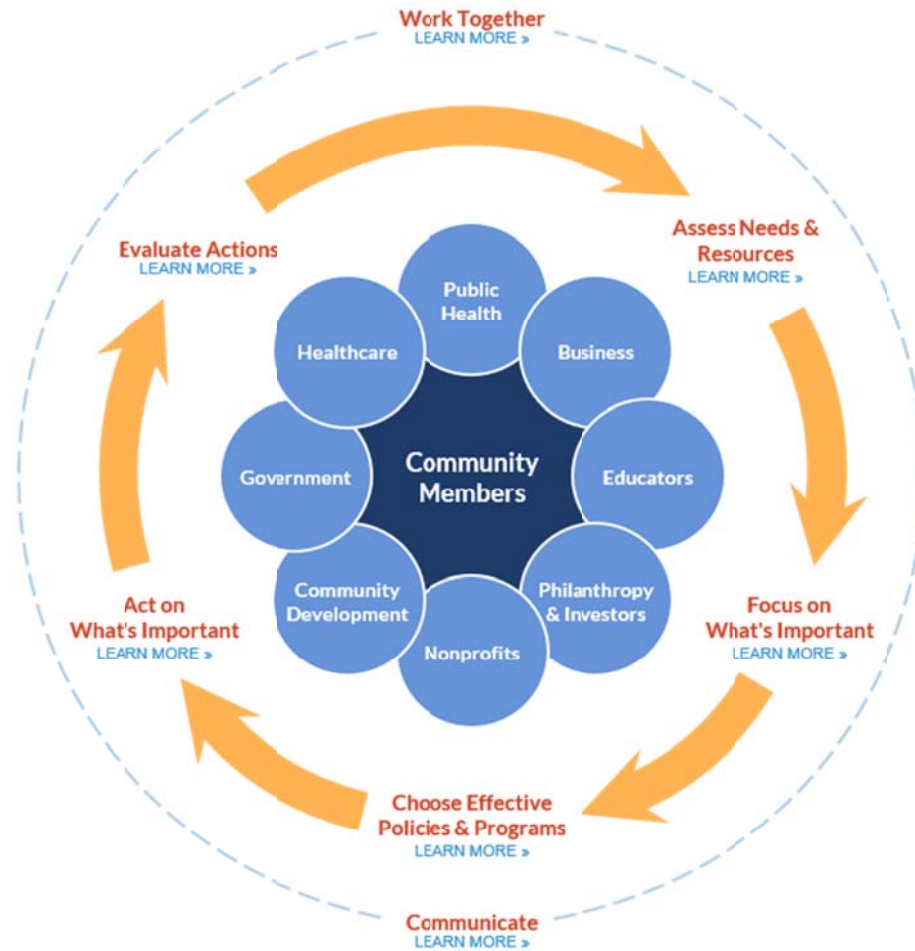 Work Together
LEARN MORE »
Assess Needs &
Resources
LEARN MORE »
Focus on
What's Important
LEARN MORE »
Choose Effective
Policies & Programs
LEARN MORE »
Act on
What's Important
LEARN MORE »
Evaluate Actions
LEARN MORE »
Public
Health
Business
Educators
Philanthropy
& Investors
Nonprofits
Community
Development
Government
Healthcare
Community
Members
Communicate
LEARN MORE »